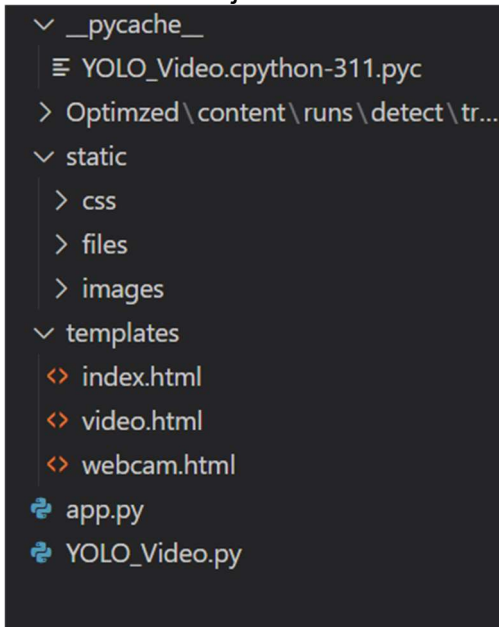 __pycache__
YOLO_Video.cpython-311.pyc
Optimzed\content\runs\detect\tr...
static
css
files
images
templates
index.html
video.html
webcam.html
app.py
YOLO_Video.py